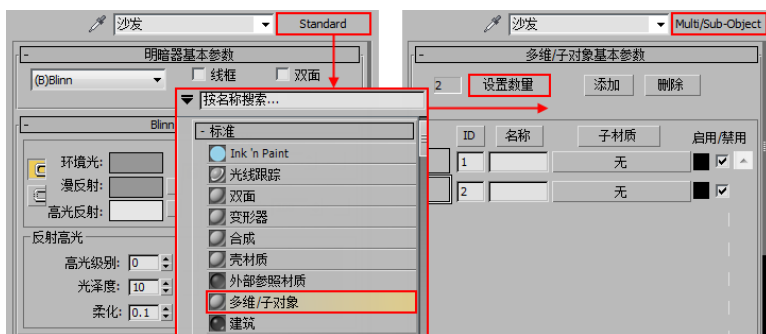 沙发 Standard
- 明暗器基本参数
(B)Blinn 线框 双面
- Blinn
环境光:
漫反射:
高光反射:
反射高光
高光级别: 0
光泽度: 10
柔化: 0.1
按名称搜索...
- 标准
Ink 'n Paint
光线跟踪
双面
变形器
合成
壳材质
外部参照材质
多维/子对象
建筑
沙发 Multi/Sub-Object
- 多维/子对象基本参数
2 设置数量 添加 删除
ID 名称 子材质 启用/禁用
1 无
2 无